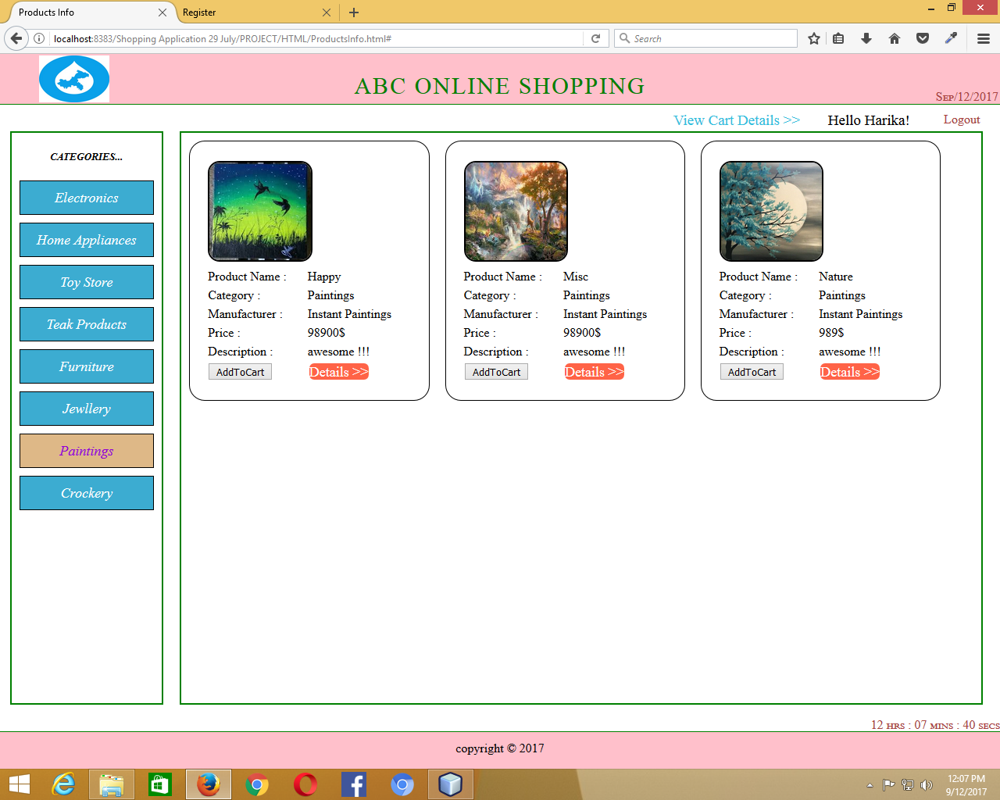 Products Info
Register
localhost:8383/Shopping Application 29 July/PROJECT/HTML/ProductsInfo.html#
Search
ABC ONLINE SHOPPING
Sep/12/2017
View Cart Details >>
Hello Harika!
Logout
CATEGORIES...
Electronics
Home Appliances
Toy Store
Teak Products
Furniture
Jewllery
Paintings
Crockery
Product Name : Happy
Category : Paintings
Manufacturer : Instant Paintings
Price : 98900$
Description : awesome !!!
AddToCart Details >>
Product Name : Misc
Category : Paintings
Manufacturer : Instant Paintings
Price : 98900$
Description : awesome !!!
AddToCart Details >>
Product Name : Nature
Category : Paintings
Manufacturer : Instant Paintings
Price : 989$
Description : awesome !!!
AddToCart Details >>
12 hrs : 07 mins : 40 secs
copyright © 2017
12:07 PM
9/12/2017